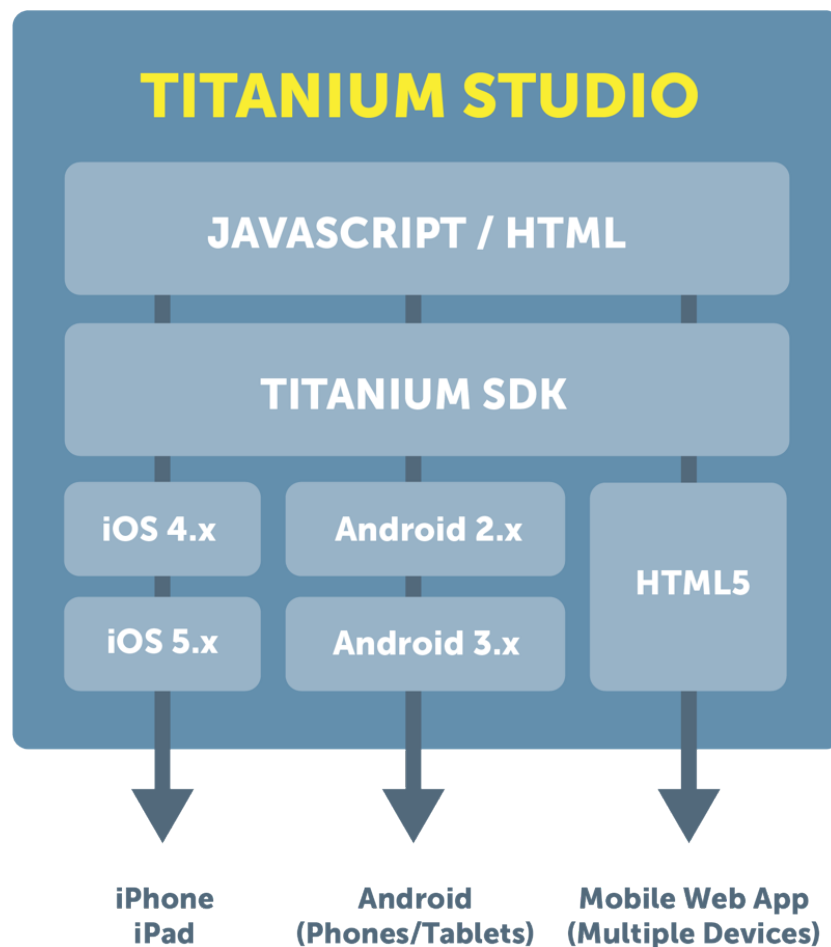 TITANIUM STUDIO
JAVASCRIPT / HTML
TITANIUM SDK
iOS 4.x
Android 2.x
HTML5
iOS 5.x
Android 3.x
iPhone
iPad
Android
(Phones/Tablets)
Mobile Web App
(Multiple Devices)